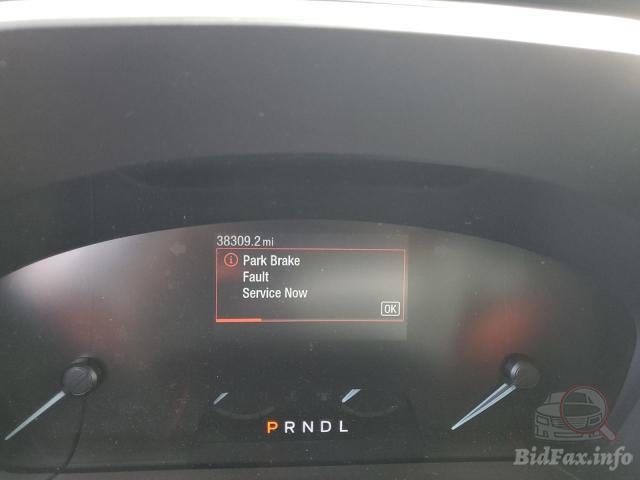 38309.2 mi
Park Brake
Fault
Service Now
OK
PRNDL
BidFax.info